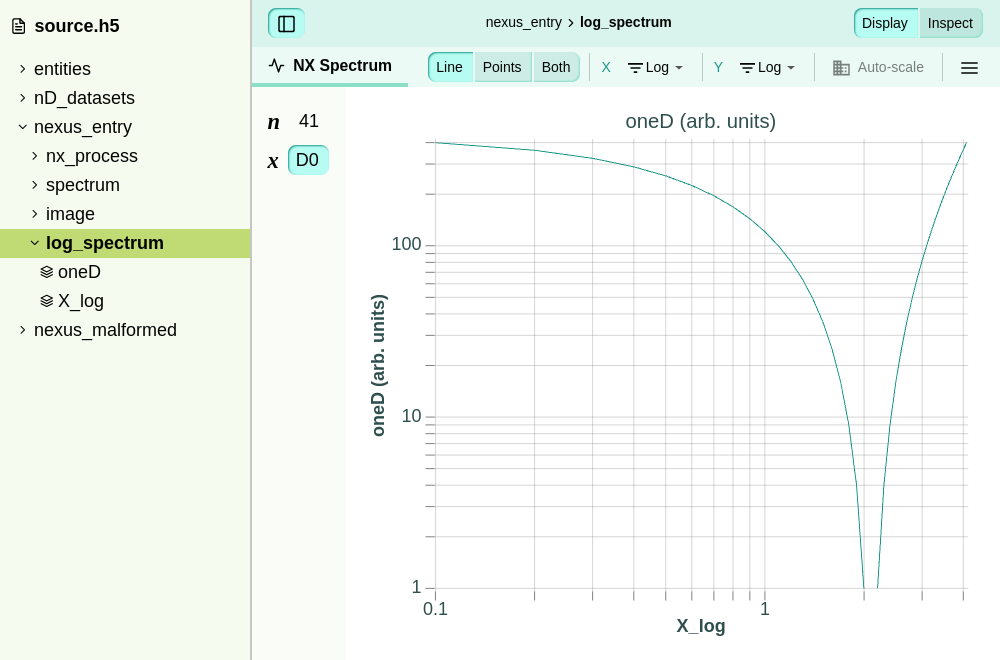 source.h5
entities
nD_datasets
nexus_entry
nx_process
spectrum
image
log_spectrum
oneD
X_log
nexus_malformed
nexus_entry > log_spectrum
Display Inspect
NX Spectrum Line Points Both X Log Y Log Auto-scale
n 41
x D0
oneD (arb. units)
oneD (arb. units)
100
10
1
0.1 1
X_log